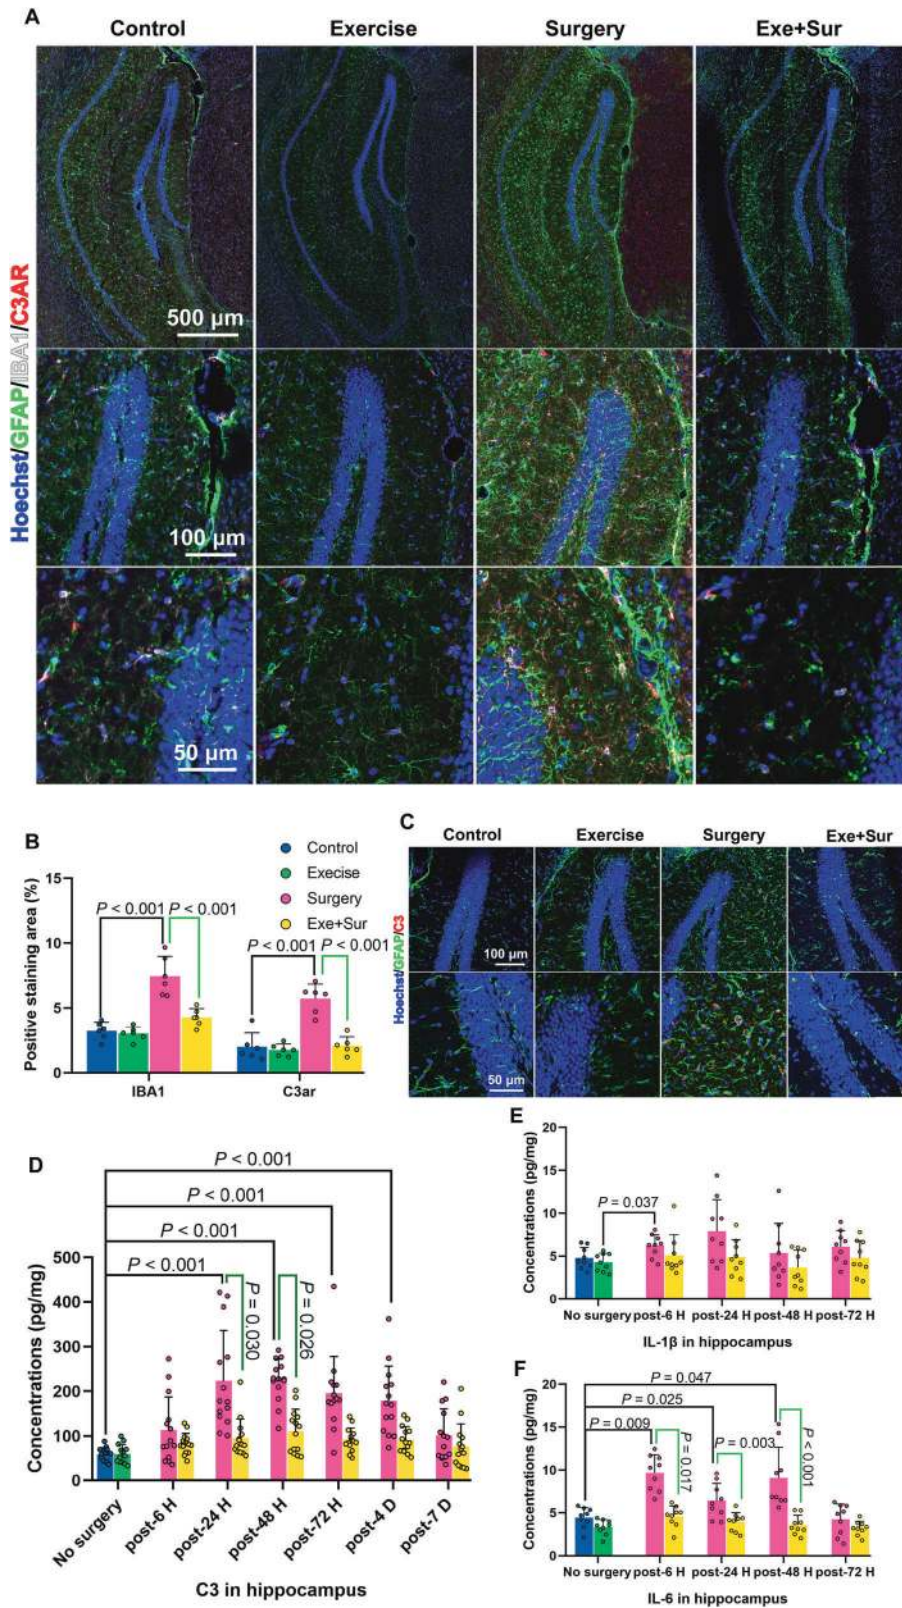 A
Control Exercise Surgery Exe+Sur
Hoechst/GFAP/IBA1/C3AR
500 μm
100 μm
50 μm
B
Control
Execise
Surgery
Exe+Sur
Positive staining area (%)
15
10
5
0
P < 0.001 P < 0.001
P < 0.001 P < 0.001
IBA1 C3ar
C
Control Exercise Surgery Exe+Sur
Hoechst/GFAP/C3
100 μm
50 μm
D
P < 0.001
P < 0.001
P < 0.001
P < 0.001
P = 0.030
P = 0.026
Concentrations (pg/mg)
500
400
300
200
100
0
No surgery post-6 H post-24 H post-48 H post-72 H post-4 D post-7 D
C3 in hippocampus
E
Concentrations (pg/mg)
20
15
10
5
0
P = 0.037
No surgery post-6 H post-24 H post-48 H post-72 H
IL-1β in hippocampus
F
Concentrations (pg/mg)
20
15
10
5
0
P = 0.047
P = 0.025
P = 0.009
P = 0.017
P = 0.003
P < 0.001
No surgery post-6 H post-24 H post-48 H post-72 H
IL-6 in hippocampus